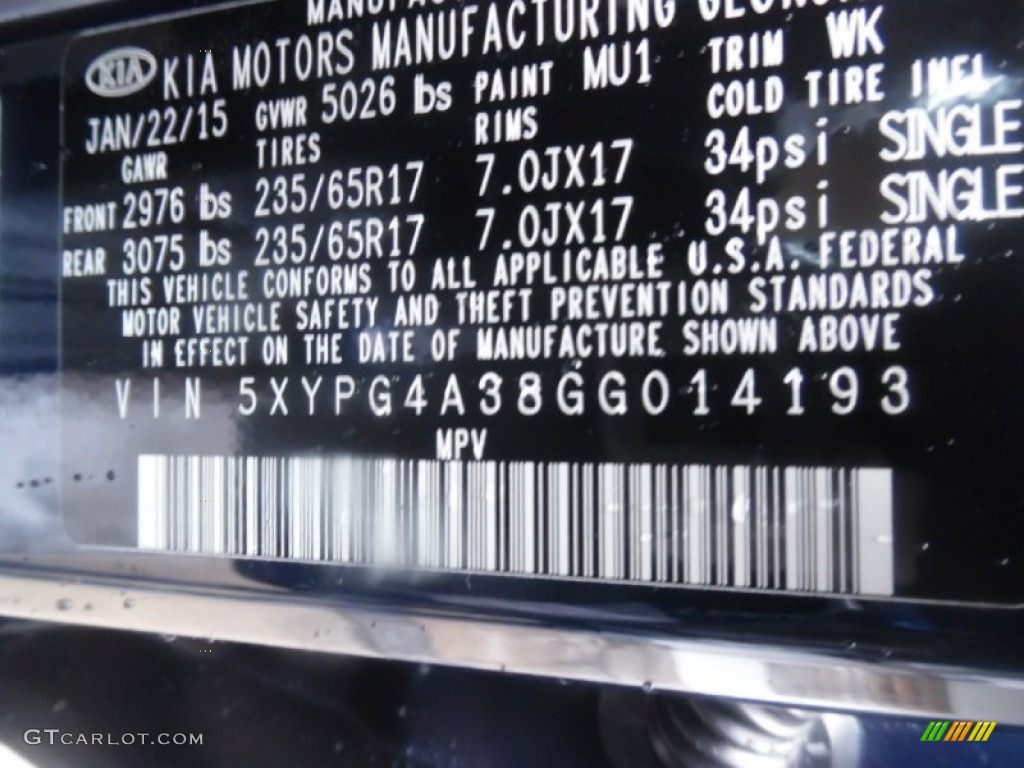 KIA KIA MOTORS MANUFACTURING
JAN/22/15 GVWR 5026 lbs PAINT MU1 TRIM WK
GAWR TIRES RIMS COLD TIRE INFL
FRONT 2976 lbs 235/65R17 7.0JX17 34psi SINGLE
REAR 3075 lbs 235/65R17 7.0JX17 34psi SINGLE
THIS VEHICLE CONFORMS TO ALL APPLICABLE U.S.A. FEDERAL
MOTOR VEHICLE SAFETY AND THEFT PREVENTION STANDARDS
IN EFFECT ON THE DATE OF MANUFACTURE SHOWN ABOVE
VIN 5XYPG4A38GG014193
MPV
GTCARLOT.COM